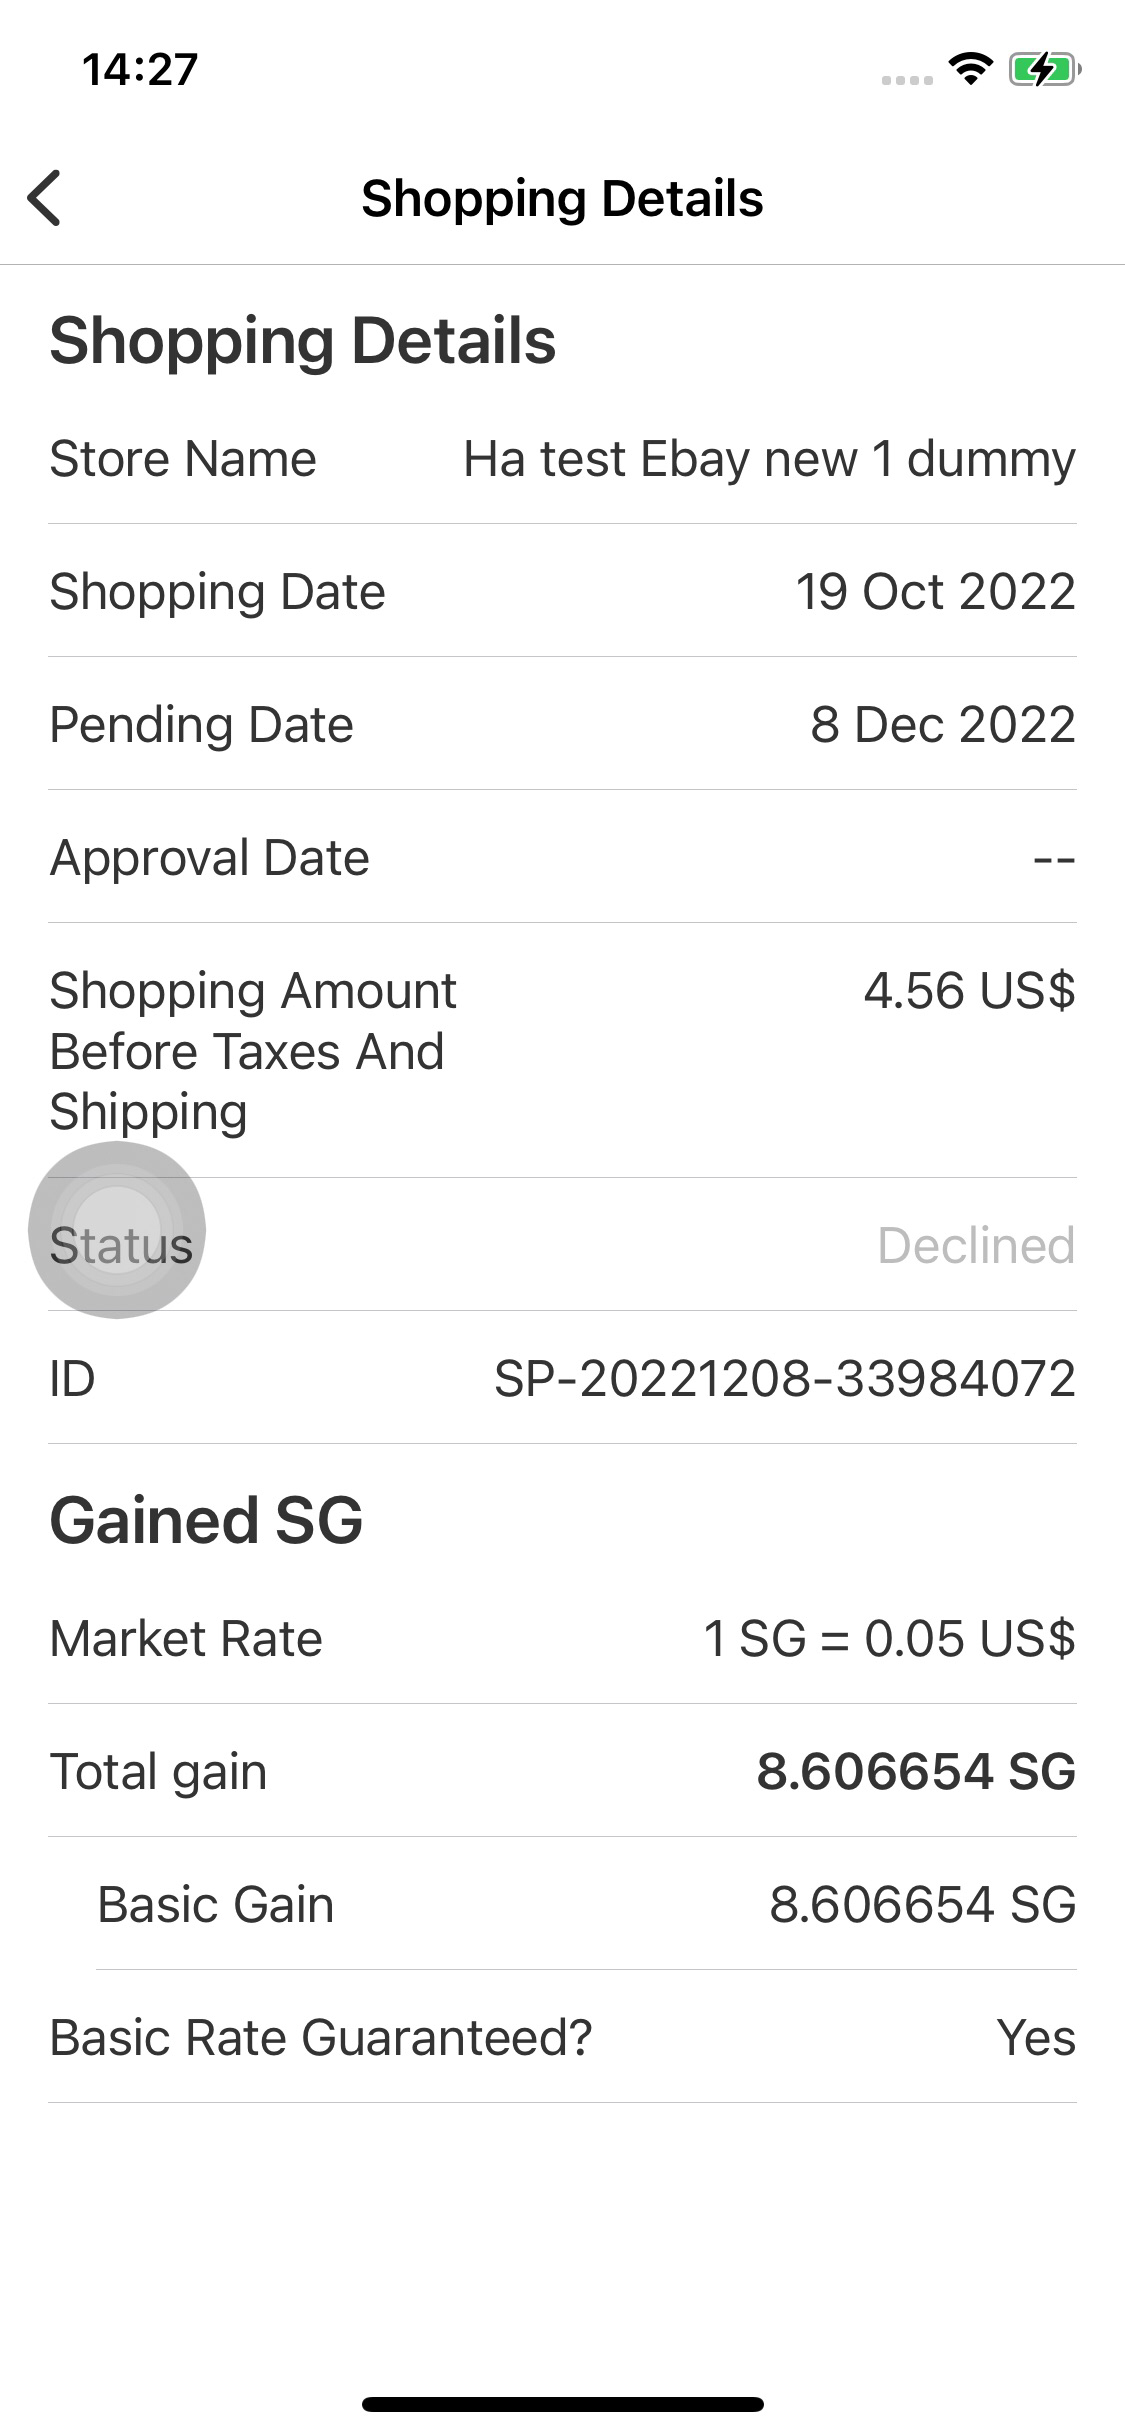 14:27
Shopping Details
Shopping Details
Store Name Ha test Ebay new 1 dummy
Shopping Date 19 Oct 2022
Pending Date 8 Dec 2022
Approval Date --
Shopping Amount 4.56 US$
Before Taxes And
Shipping
Status Declined
ID SP-20221208-33984072
Gained SG
Market Rate 1 SG = 0.05 US$
Total gain 8.606654 SG
Basic Gain 8.606654 SG
Basic Rate Guaranteed? Yes